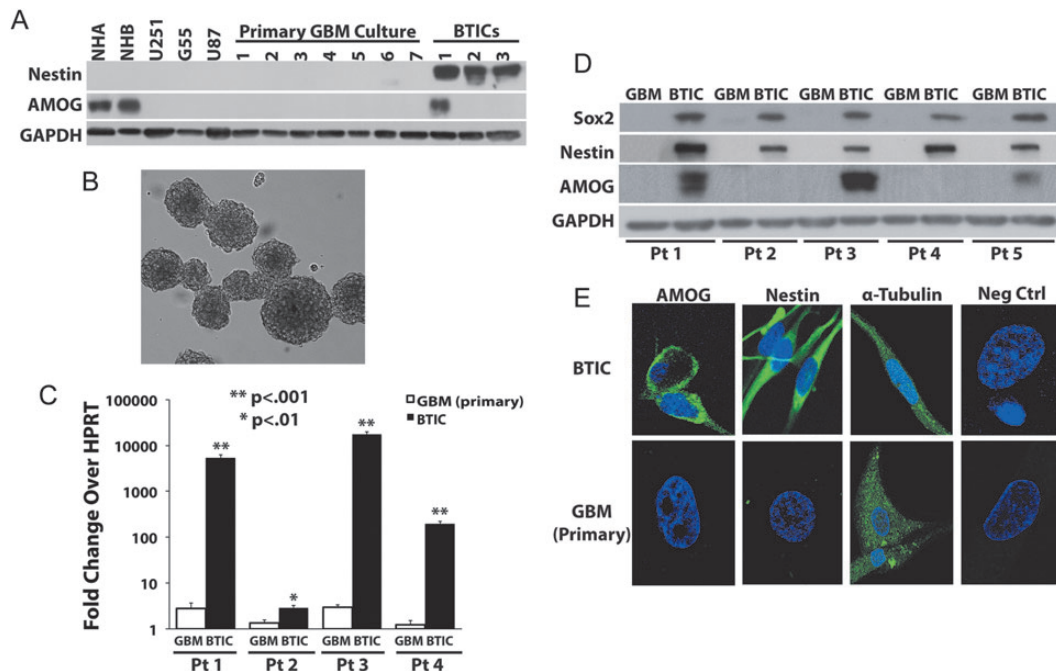 A
NHA NHB U251 G55 U87 Primary GBM Culture 1 2 3 4 5 6 7 BTICs 1 2 3
Nestin
AMOG
GAPDH
B
C
Fold Change Over HPRT
** p<.001
* p<.01
GBM (primary)
BTIC
100000
10000
1000
100
10
1
** * ** **
GBM BTIC GBM BTIC GBM BTIC GBM BTIC
Pt 1 Pt 2 Pt 3 Pt 4
D
GBM BTIC GBM BTIC GBM BTIC GBM BTIC GBM BTIC
Sox2
Nestin
AMOG
GAPDH
Pt 1 Pt 2 Pt 3 Pt 4 Pt 5
E
AMOG Nestin α-Tubulin Neg Ctrl
BTIC
GBM
(Primary)